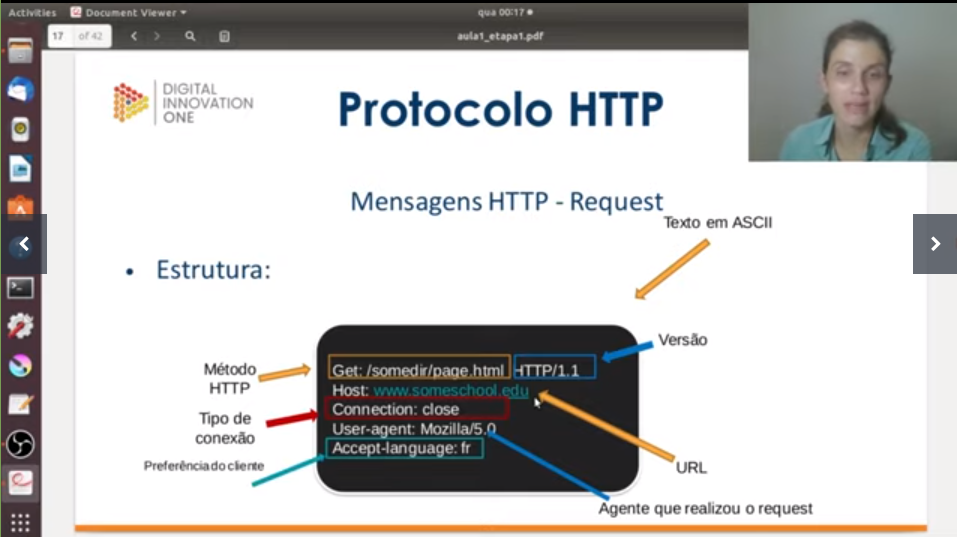 Activities
Document Viewer
qua 00:17
17 of 42
aula1_etapa1.pdf
DIGITAL
INNOVATION
ONE
Protocolo HTTP
Mensagens HTTP - Request
Texto em ASCII
• Estrutura:
Versão
Método
HTTP
Get: /somedir/page.html HTTP/1.1
Host: www.someschool.edu
Connection: close
User-agent: Mozilla/5.0
Accept-language: fr
Tipo de
conexão
Preferência do cliente
URL
Agente que realizou o request